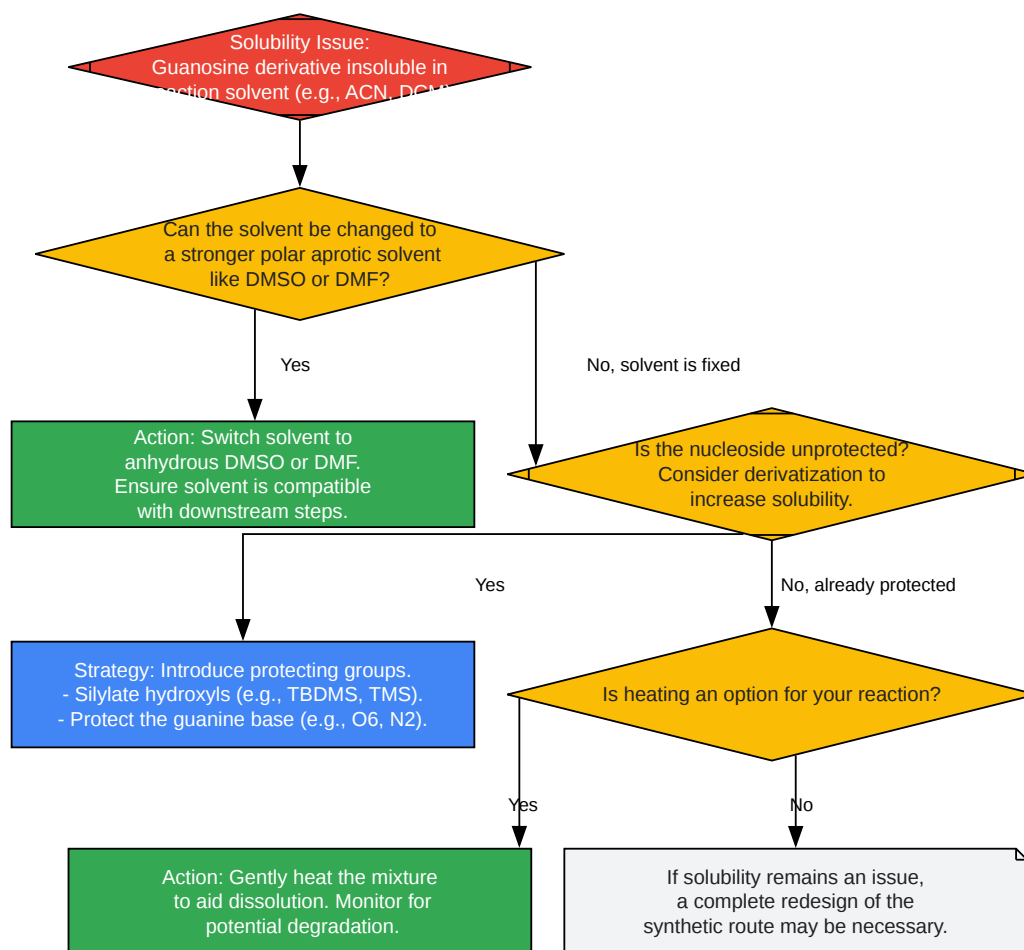 Solubility Issue:
Guanosine derivative insoluble in
action solvent (e.g., ACN, DCM)
Can the solvent be changed to
a stronger polar aprotic solvent
like DMSO or DMF?
Yes
No, solvent is fixed
Action: Switch solvent to
anhydrous DMSO or DMF.
Ensure solvent is compatible
with downstream steps.
Is the nucleoside unprotected?
Consider derivatization to
increase solubility.
Yes
No, already protected
Strategy: Introduce protecting groups.
- Silylate hydroxyls (e.g., TBDMS, TMS).
- Protect the guanine base (e.g., O6, N2).
Is heating an option for your reaction?
Yes
No
Action: Gently heat the mixture
to aid dissolution. Monitor for
potential degradation.
If solubility remains an issue,
a complete redesign of the
synthetic route may be necessary.